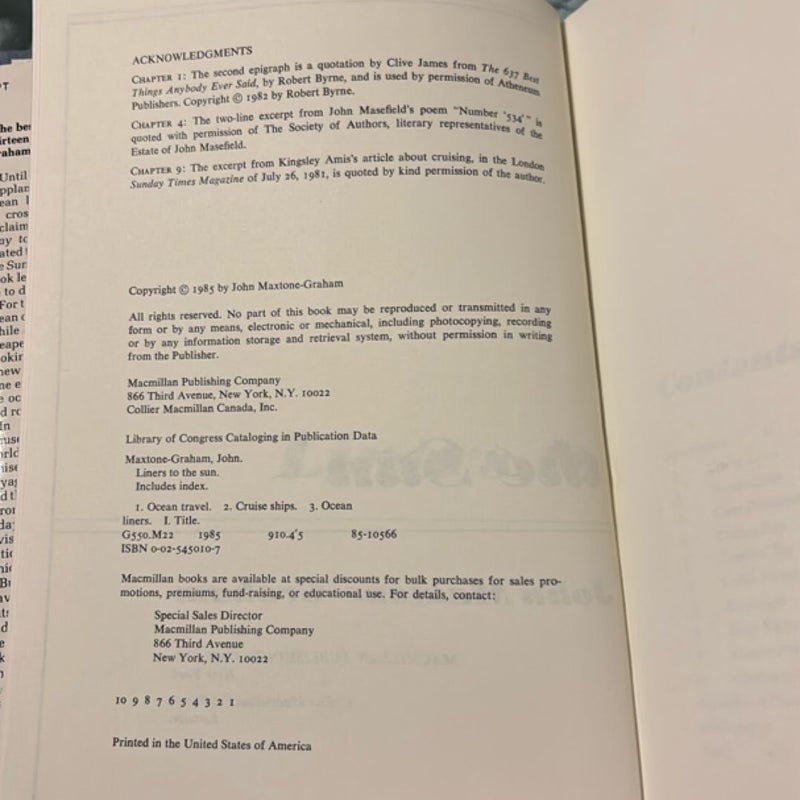 ACKNOWLEDGMENTS
CHAPTER 1: The second epigraph is a quotation by Clive James from The 637 Best
Things Anybody Ever Said, by Robert Byrne, and is used by permission of Atheneum
Publishers. Copyright © 1982 by Robert Byrne.
CHAPTER 4: The two-line excerpt from John Masefield's poem "Number '534'" is
quoted with permission of The Society of Authors, literary representatives of the
Estate of John Masefield.
CHAPTER 9: The excerpt from Kingsley Amis's article about cruising, in the London
Sunday Times Magazine of July 26, 1981, is quoted by kind permission of the author.
Copyright © 1985 by John Maxtone-Graham
All rights reserved. No part of this book may be reproduced or transmitted in any
form or by any means, electronic or mechanical, including photocopying, recording
or by any information storage and retrieval system, without permission in writing
from the Publisher.
Macmillan Publishing Company
866 Third Avenue, New York, N.Y. 10022
Collier Macmillan Canada, Inc.
Library of Congress Cataloging in Publication Data
Maxtone-Graham, John.
Liners to the sun.
Includes index.
1. Ocean travel. 2. Cruise ships. 3. Ocean
liners. I. Title.
G550.M22 1985 910.4'5 85-10566
ISBN 0-02-545010-7
Macmillan books are available at special discounts for bulk purchases for sales pro-
motions, premiums, fund-raising, or educational use. For details, contact:
Special Sales Director
Macmillan Publishing Company
866 Third Avenue
New York, N.Y. 10022
10 9 8 7 6 5 4 3 2 1
Printed in the United States of America